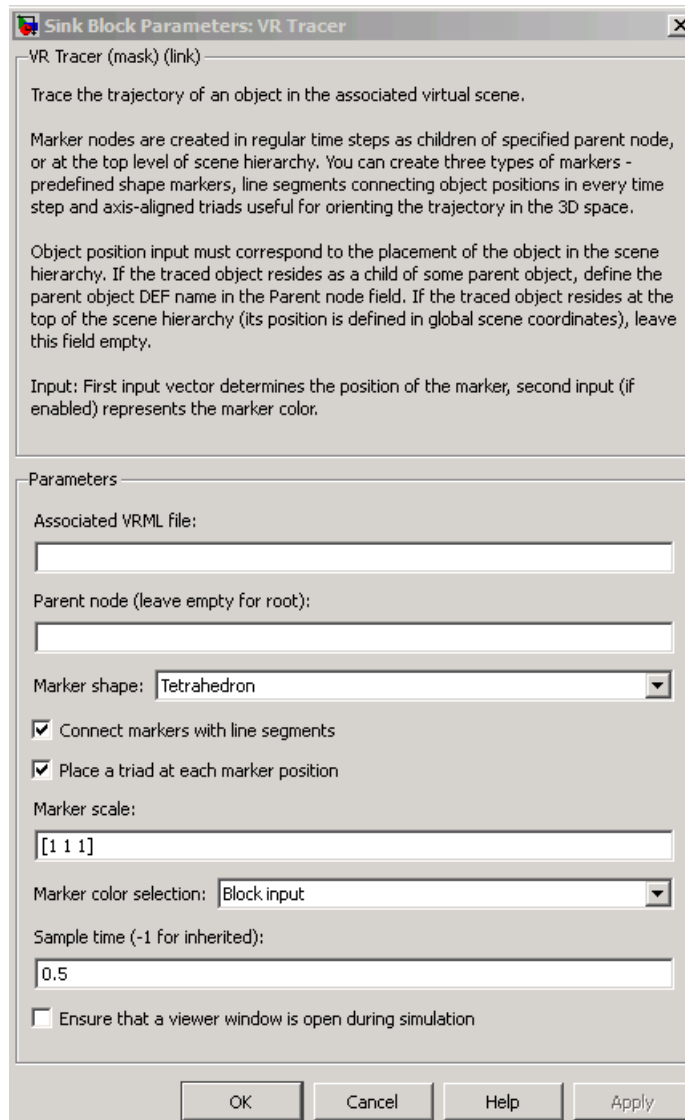 Sink Block Parameters: VR Tracer
VR Tracer (mask) (link)
Trace the trajectory of an object in the associated virtual scene.
Marker nodes are created in regular time steps as children of specified parent node,
or at the top level of scene hierarchy. You can create three types of markers -
predefined shape markers, line segments connecting object positions in every time
step and axis-aligned triads useful for orienting the trajectory in the 3D space.
Object position input must correspond to the placement of the object in the scene
hierarchy. If the traced object resides as a child of some parent object, define the
parent object DEF name in the Parent node field. If the traced object resides at the
top of the scene hierarchy (its position is defined in global scene coordinates), leave
this field empty.
Input: First input vector determines the position of the marker, second input (if
enabled) represents the marker color.
Parameters
Associated VRML file:
Parent node (leave empty for root):
Marker shape: Tetrahedron
Connect markers with line segments
Place a triad at each marker position
Marker scale:
[1 1 1]
Marker color selection: Block input
Sample time (-1 for inherited):
0.5
Ensure that a viewer window is open during simulation
OK Cancel Help Apply